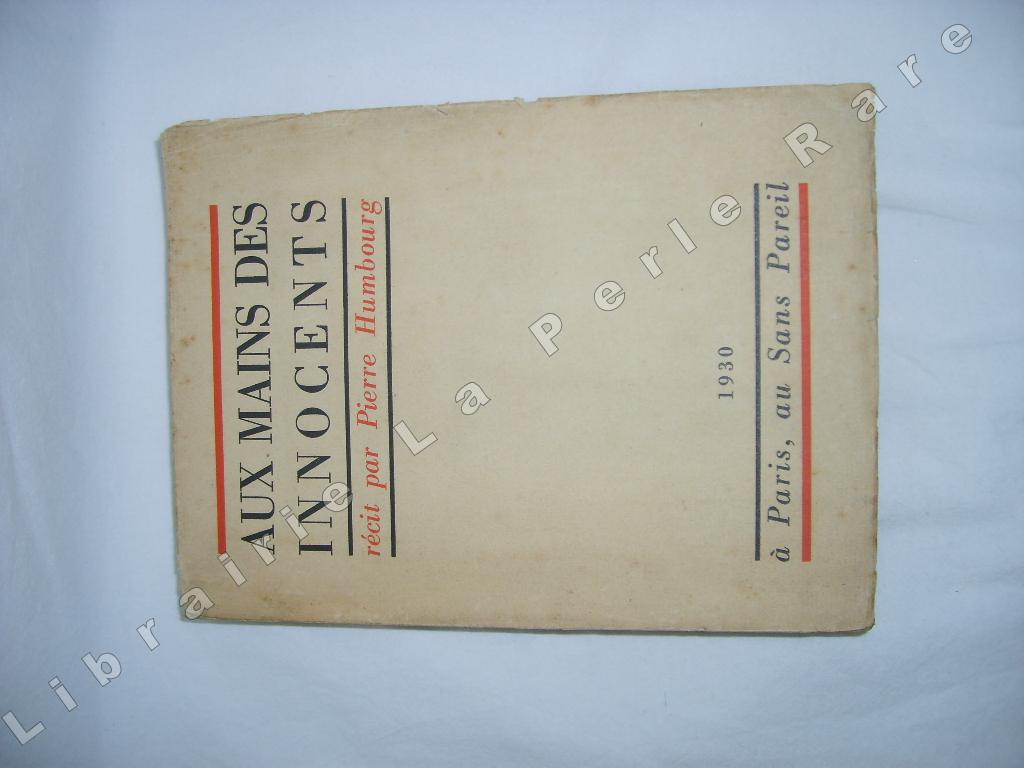 AUX MAINS DES
INNOCENTS
récit par Pierre Humbourg
1930
à Paris, au Sans Pareil
Librairie La Perle Rare